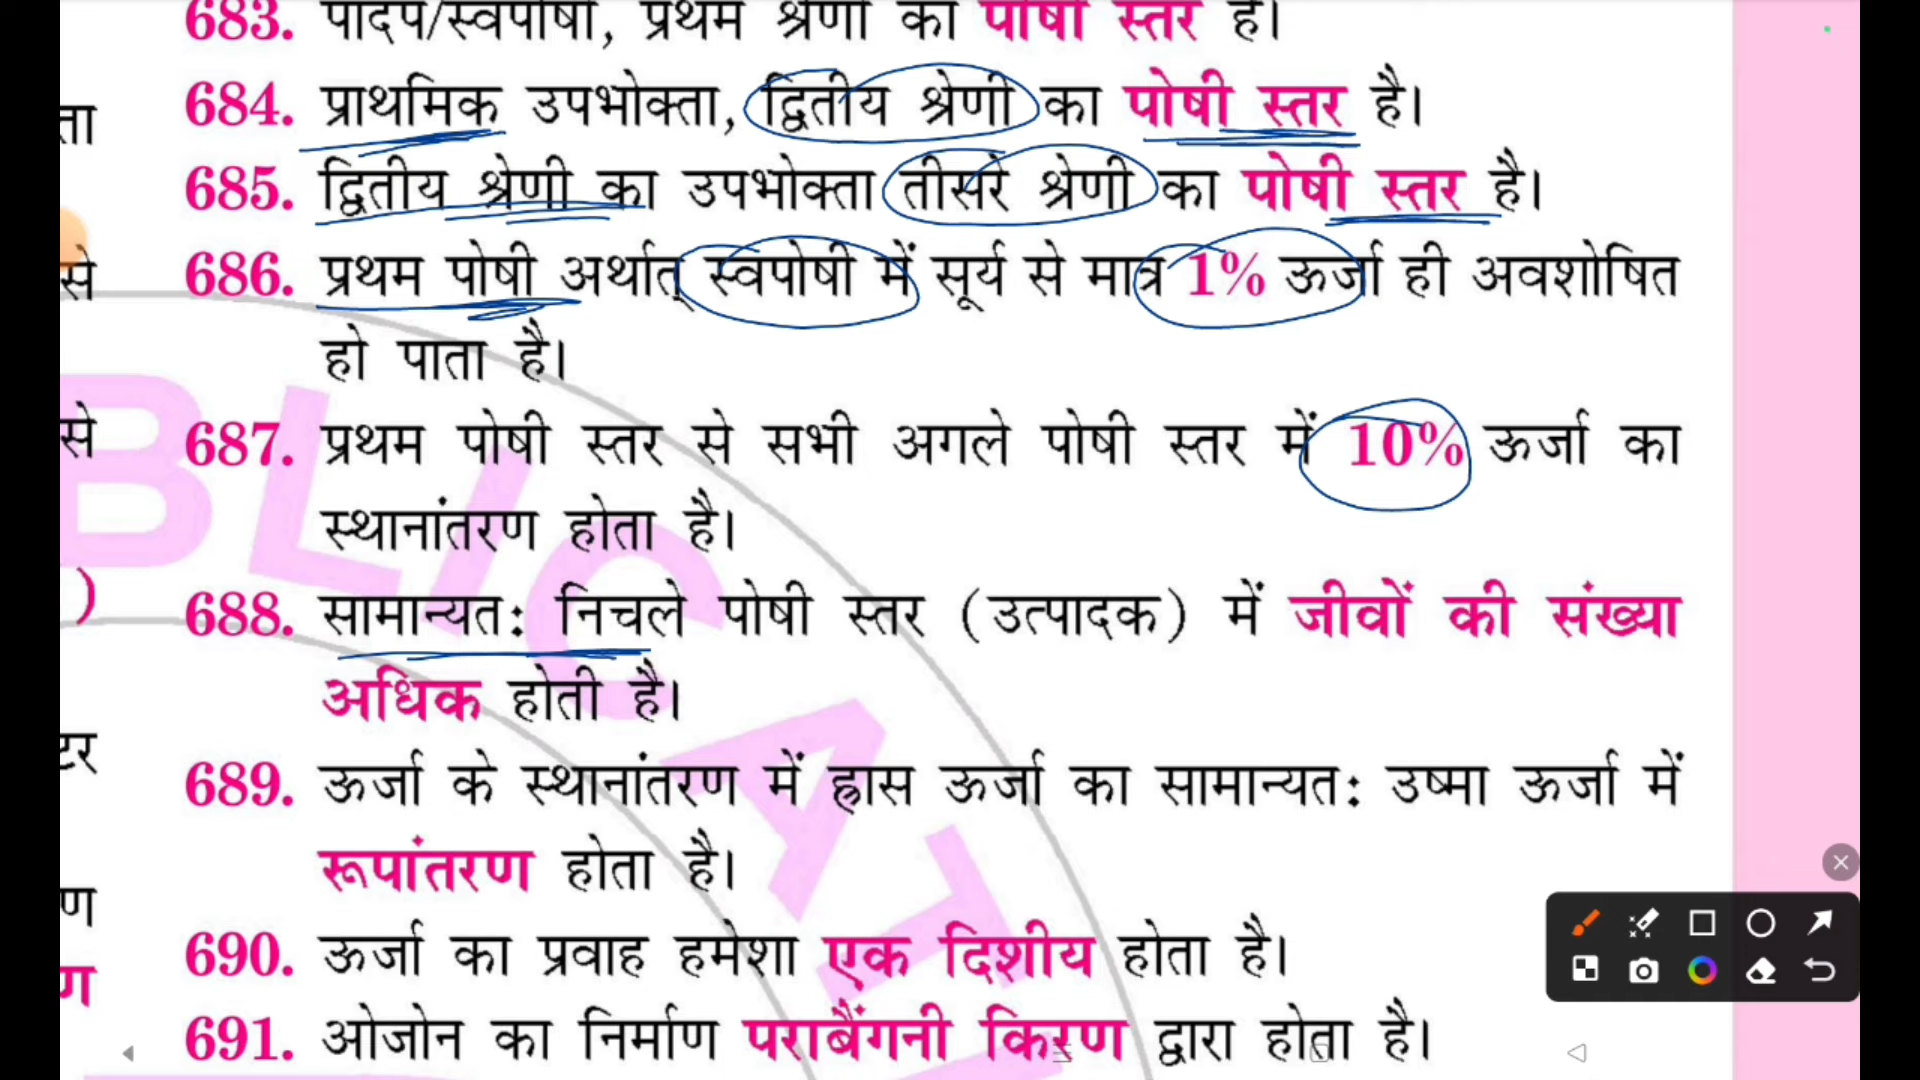 683. पादप/स्वपोषी, प्रथम श्रेणी का पोषी स्तर है।
ता
684. प्राथमिक उपभोक्ता, द्वितीय श्रेणी का पोषी स्तर है।
685. द्वितीय श्रेणी का उपभोक्ता तीसरे श्रेणी का पोषी स्तर है।
से
686. प्रथम पोषी अर्थात् स्वपोषी में सूर्य से मात्र 1% ऊर्जा ही अवशोषित
हो पाता है।
से
687. प्रथम पोषी स्तर से सभी अगले पोषी स्तर में 10% ऊर्जा का
स्थानांतरण होता है।
)
688. सामान्यत: निचले पोषी स्तर (उत्पादक) में जीवों की संख्या
अधिक होती है।
टर
689. ऊर्जा के स्थानांतरण में ह्रास ऊर्जा का सामान्यत: उष्मा ऊर्जा में
रूपांतरण होता है।
ण
690. ऊर्जा का प्रवाह हमेशा एक दिशीय होता है।
ण
691. ओजोन का निर्माण पराबैंगनी किरण द्वारा होता है।
BLICATI